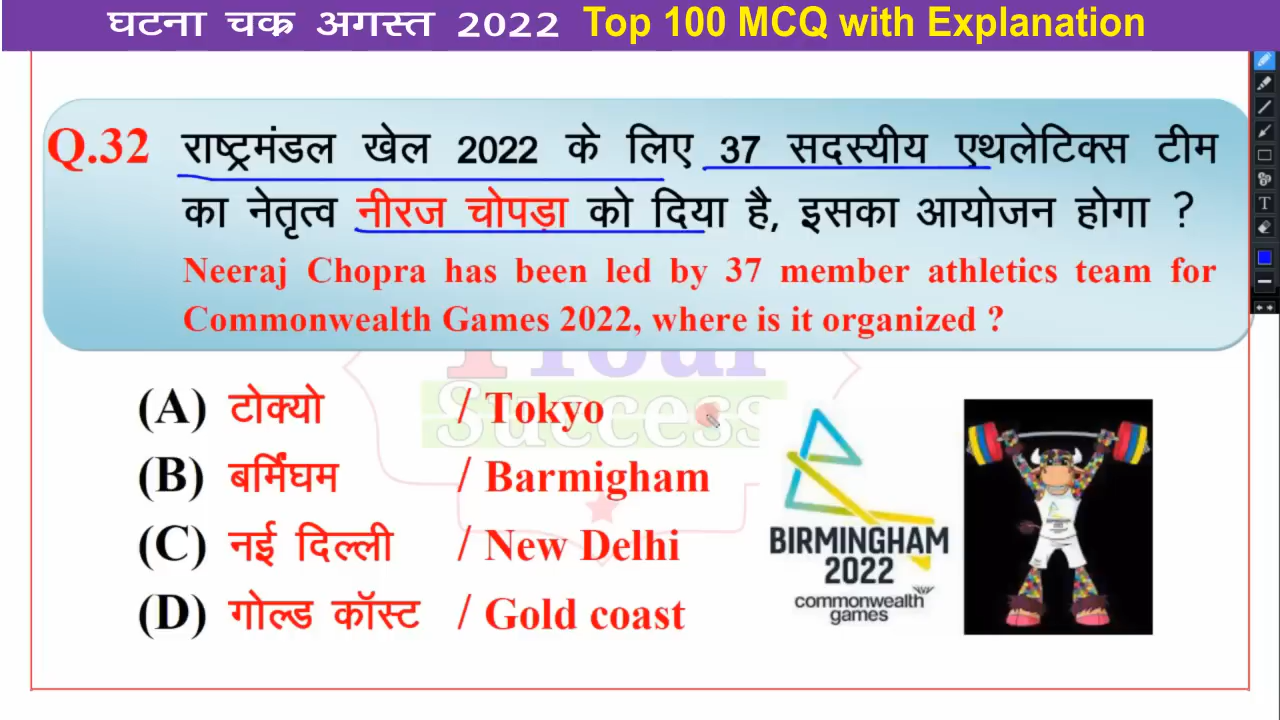 घटना चक्र अगस्त 2022 Top 100 MCQ with Explanation
Q.32 राष्ट्रमंडल खेल 2022 के लिए 37 सदस्यीय एथलेटिक्स टीम
का नेतृत्व नीरज चोपड़ा को दिया है, इसका आयोजन होगा ?
Neeraj Chopra has been led by 37 member athletics team for
Commonwealth Games 2022, where is it organized ?
Success
(A) टोक्यो / Tokyo
(B) बर्मिंघम / Barmigham
(C) नई दिल्ली / New Delhi
(D) गोल्ड कॉस्ट / Gold coast
BIRMINGHAM
2022
commonwealth
games